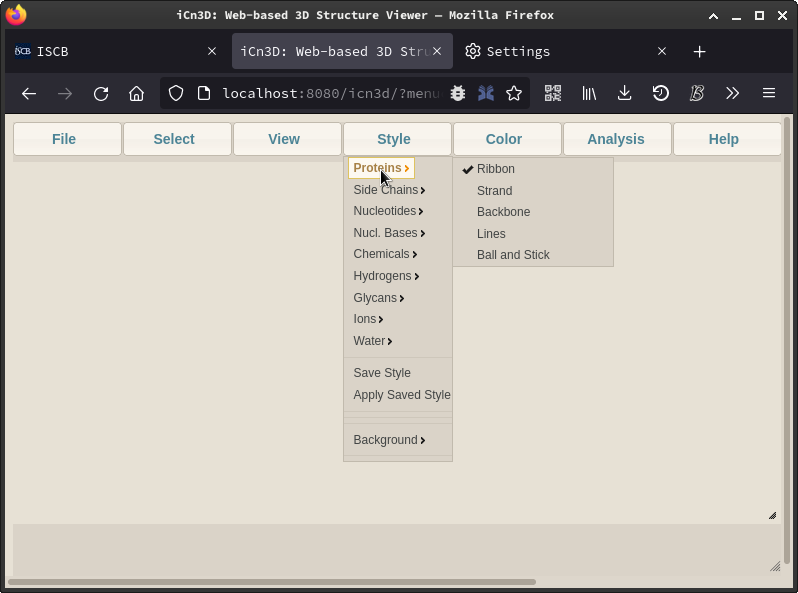 iCn3D: Web-based 3D Structure Viewer — Mozilla Firefox
ISCB
iCn3D: Web-based 3D Stru
Settings
localhost:8080/icn3d/?menu
File Select View Style Color Analysis Help
Proteins
Side Chains
Nucleotides
Nucl. Bases
Chemicals
Hydrogens
Glycans
Ions
Water
Save Style
Apply Saved Style
Background
Ribbon
Strand
Backbone
Lines
Ball and Stick